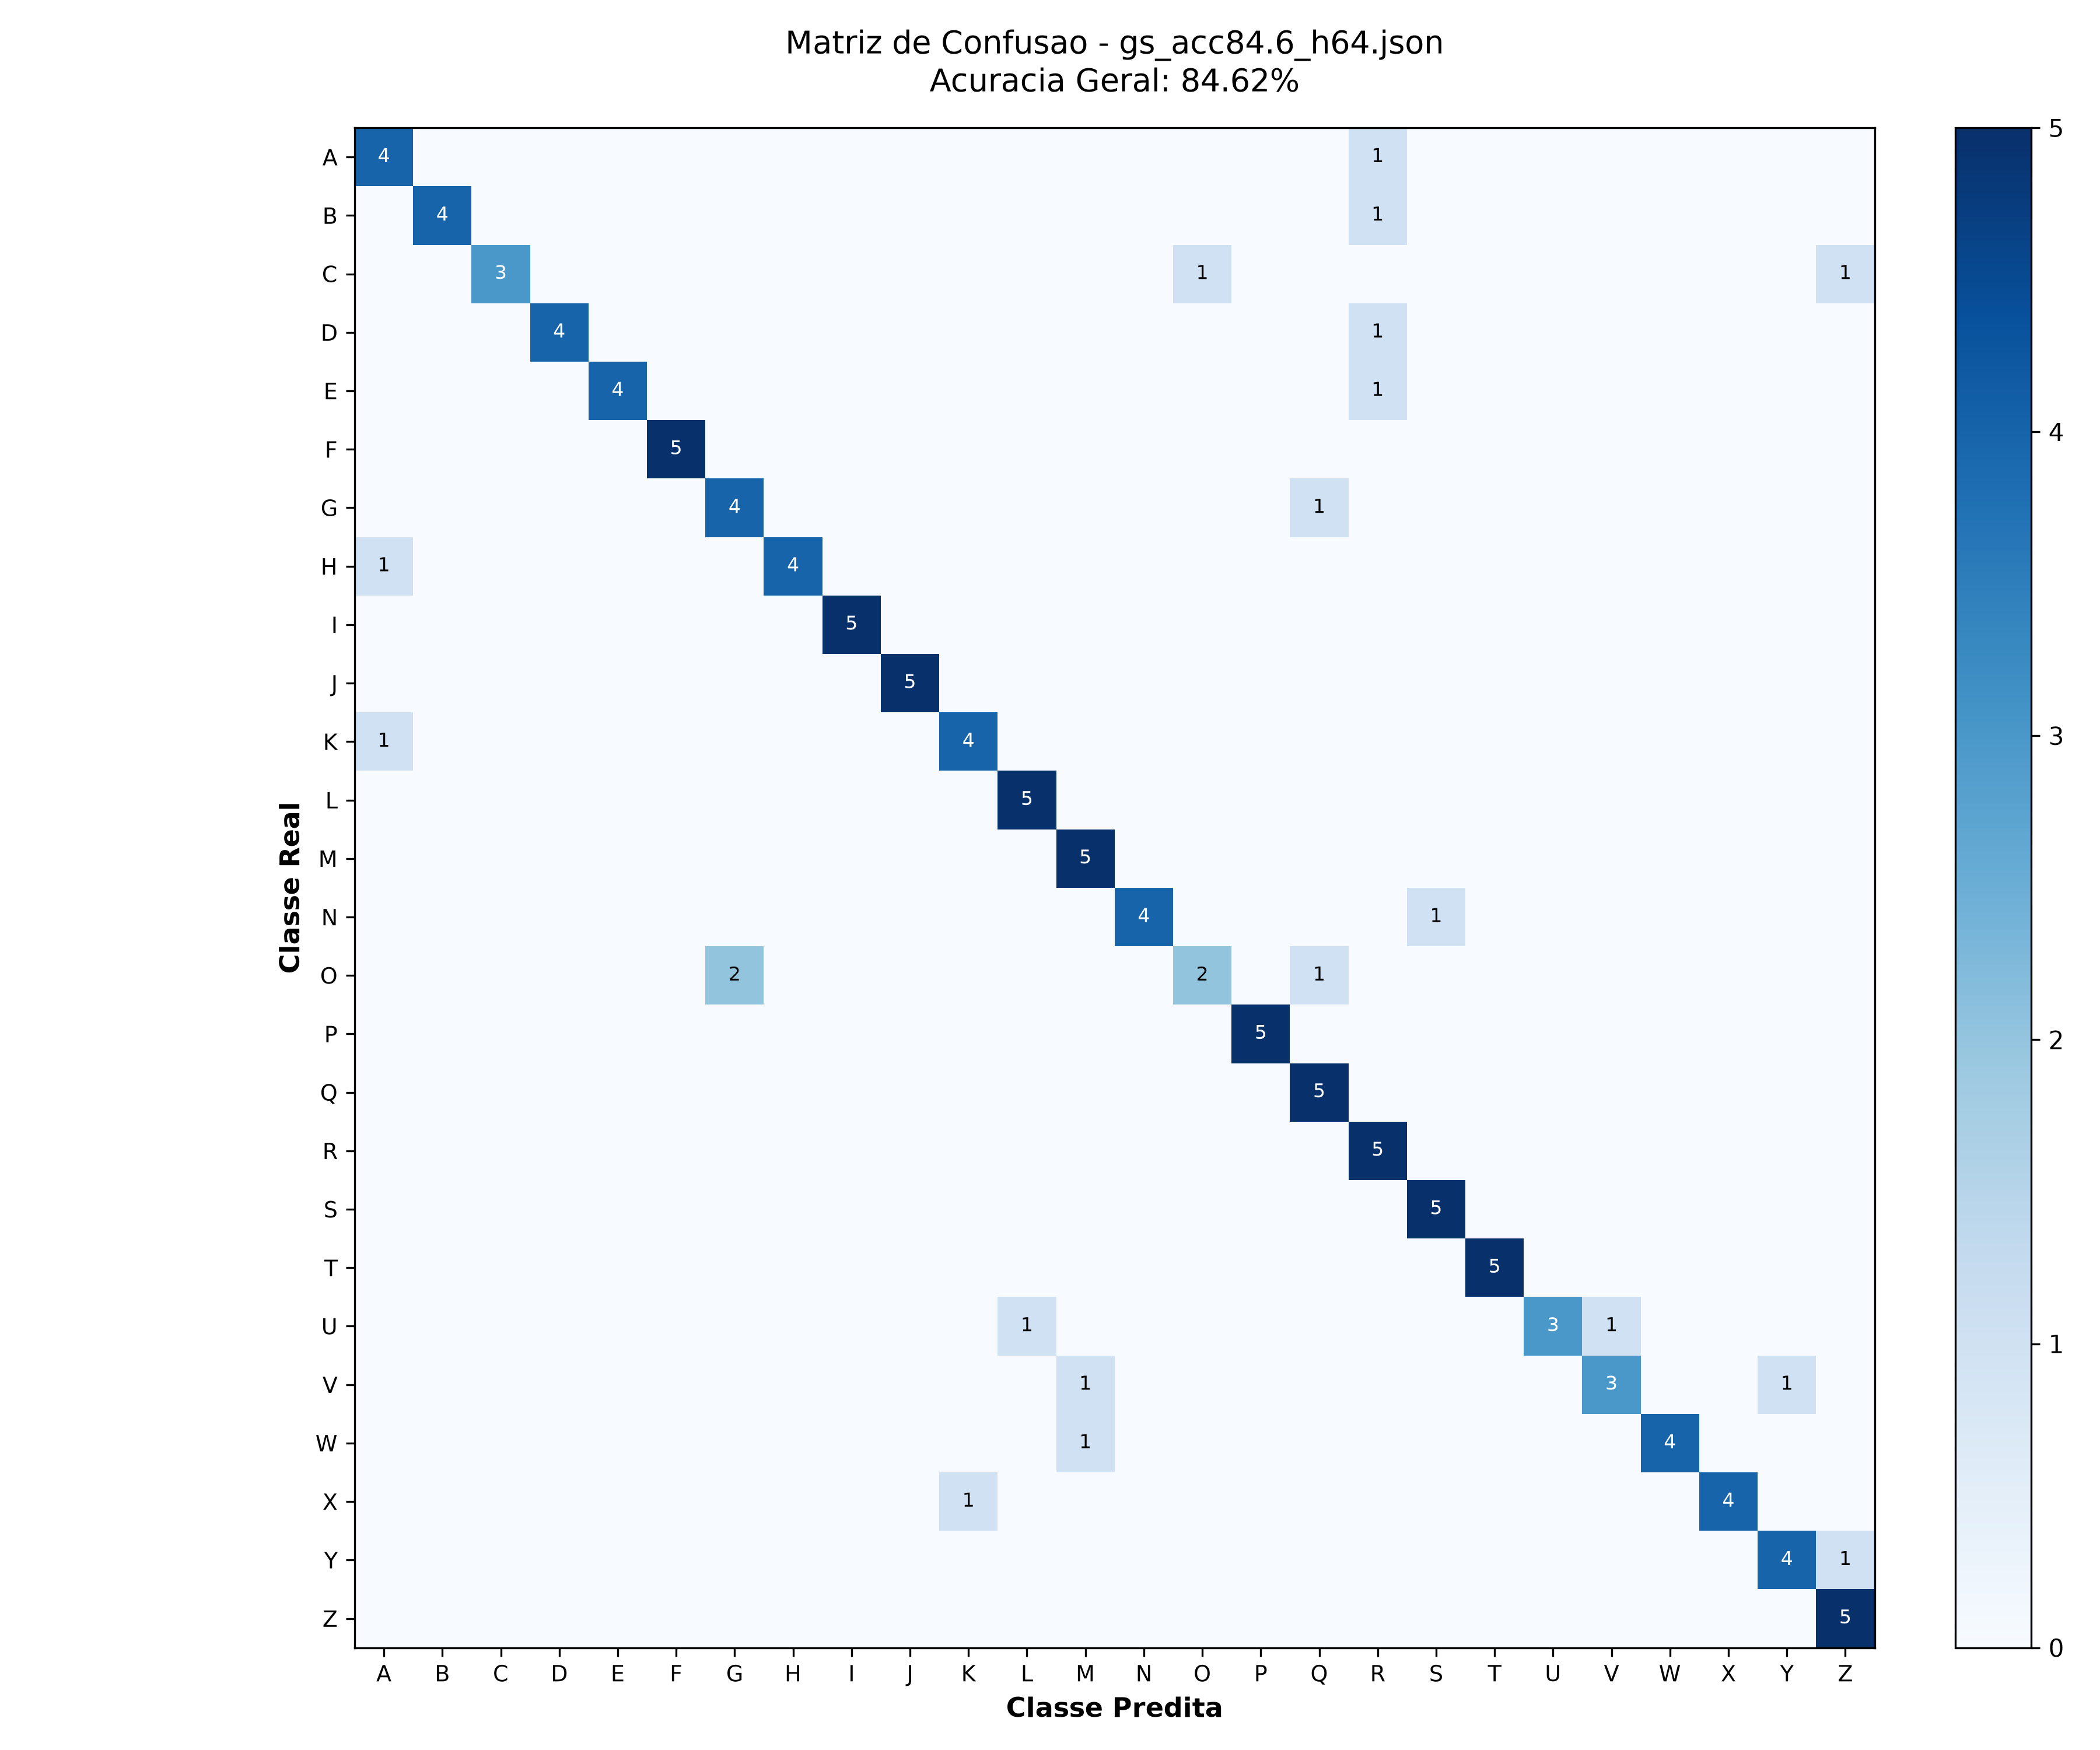 Matriz de Confusao - gs_acc84.6_h64.json
Acuracia Geral: 84.62%
A 4 1
B 4 1
C 3 1 1
D 4 1
E 4 1
F 5
G 4 1
H 1 4
I 5
J 5
K 1 4
L 5
M 5
N 4 1
O 2 2 1
P 5
Q 5
R 5
S 5
T 5
U 1 3 1
V 1 3 1
W 1 4
X 1 4
Y 4 1
Z 5
A B C D E F G H I J K L M N O P Q R S T U V W X Y Z
Classe Predita
Classe Real
5
4
3
2
1
0